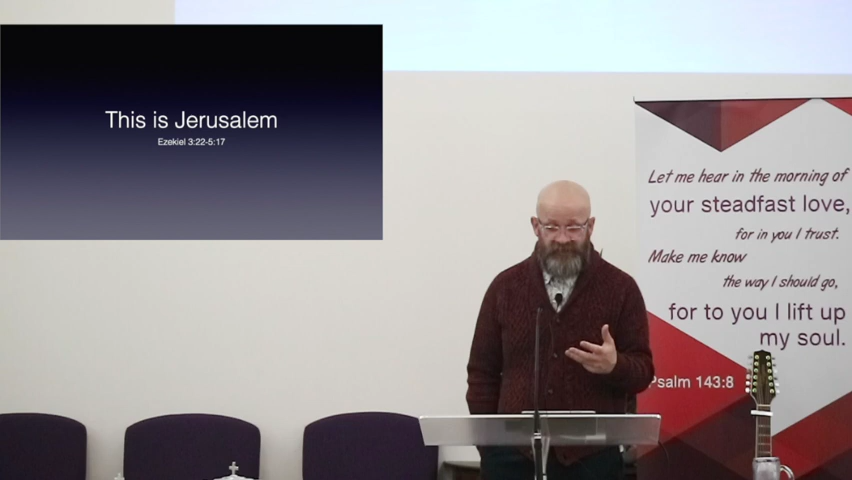 This is Jerusalem
Ezekiel 3:22-5:17
Let me hear in the morning of
your steadfast love,
for in you I trust.
Make me know
the way I should go,
for to you I lift up
my soul.
Psalm 143:8